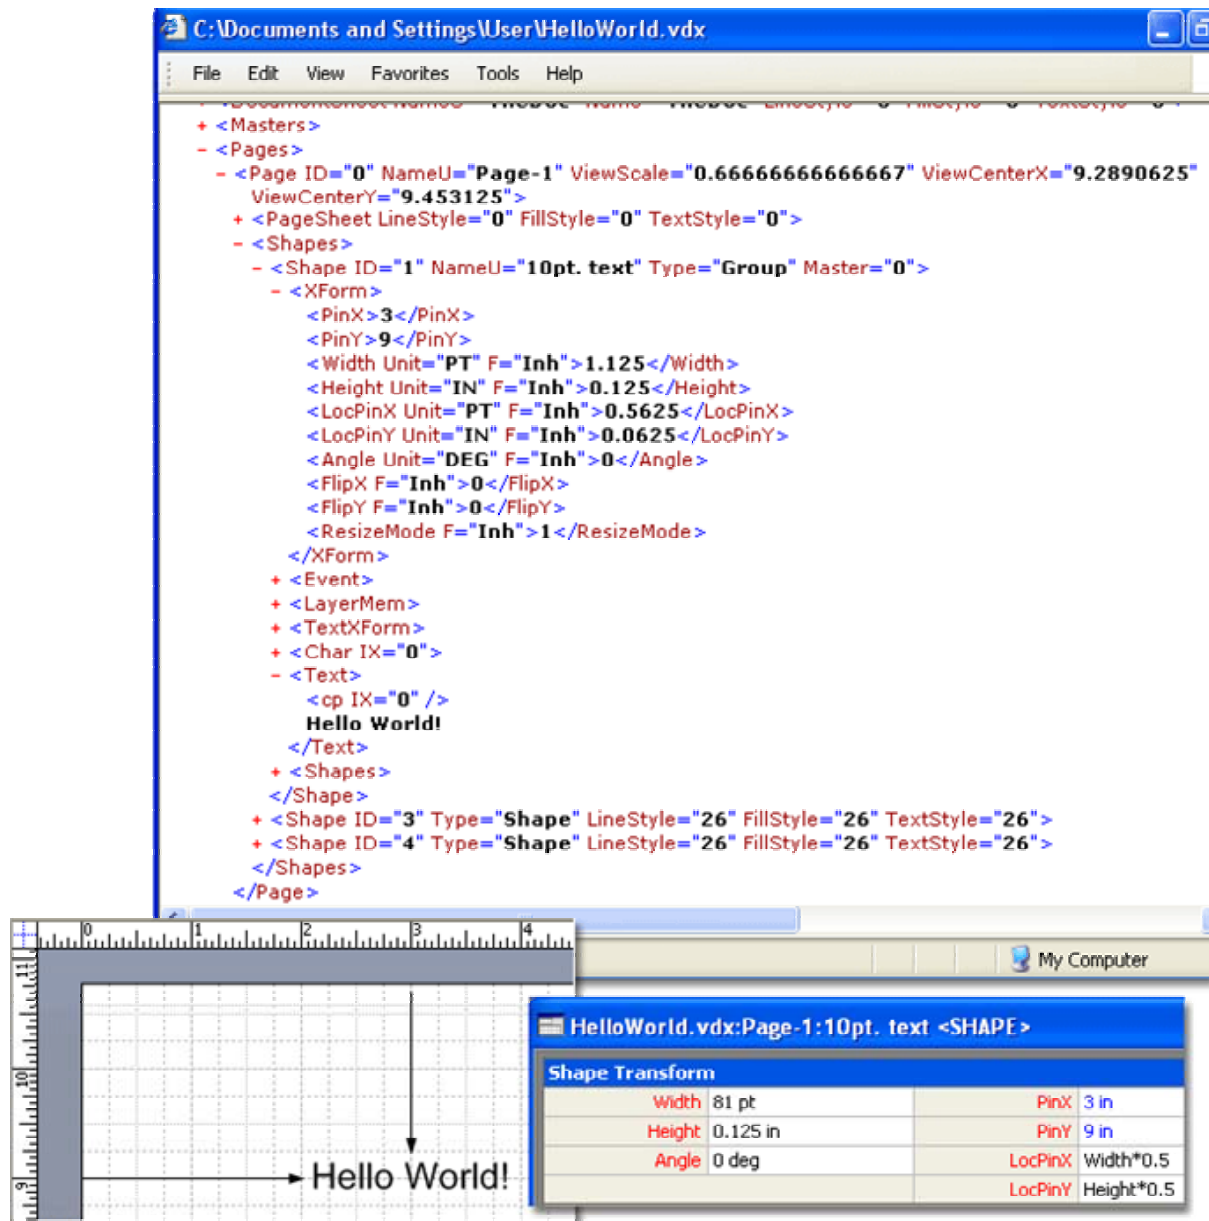 C:\Documents and Settings\User\HelloWorld.vdx
File Edit View Favorites Tools Help
+ <Masters>
- <Pages>
- <Page ID="0" NameU="Page-1" ViewScale="0.66666666666667" ViewCenterX="9.2890625"
ViewCenterY="9.453125">
+ <PageSheet LineStyle="0" FillStyle="0" TextStyle="0">
- <Shapes>
- <Shape ID="1" NameU="10pt. text" Type="Group" Master="0">
- <XForm>
<PinX>3</PinX>
<PinY>9</PinY>
<Width Unit="PT" F="Inh">1.125</Width>
<Height Unit="IN" F="Inh">0.125</Height>
<LocPinX Unit="PT" F="Inh">0.5625</LocPinX>
<LocPinY Unit="IN" F="Inh">0.0625</LocPinY>
<Angle Unit="DEG" F="Inh">0</Angle>
<FlipX F="Inh">0</FlipX>
<FlipY F="Inh">0</FlipY>
<ResizeMode F="Inh">1</ResizeMode>
</XForm>
+ <Event>
+ <LayerMem>
+ <TextXForm>
+ <Char IX="0">
- <Text>
<cp IX="0" />
Hello World!
</Text>
+ <Shapes>
</Shape>
+ <Shape ID="3" Type="Shape" LineStyle="26" FillStyle="26" TextStyle="26">
+ <Shape ID="4" Type="Shape" LineStyle="26" FillStyle="26" TextStyle="26">
</Shapes>
</Page>
My Computer
0 1 2 3 4
11
10
9
Hello World!
HelloWorld.vdx:Page-1:10pt. text <SHAPE>
Shape Transform
Width 81 pt PinX 3 in
Height 0.125 in PinY 9 in
Angle 0 deg LocPinX Width*0.5
LocPinY Height*0.5